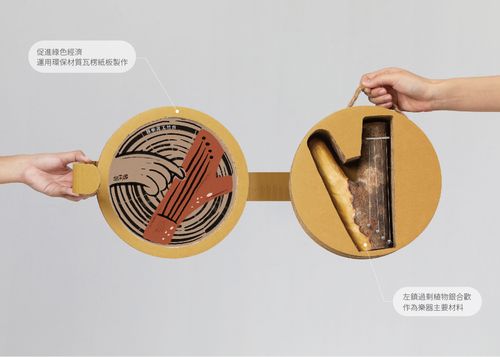 促進綠色經濟
運用環保材質瓦楞紙板製作
左鎮過剩植物銀合歡
作為樂器主要材料